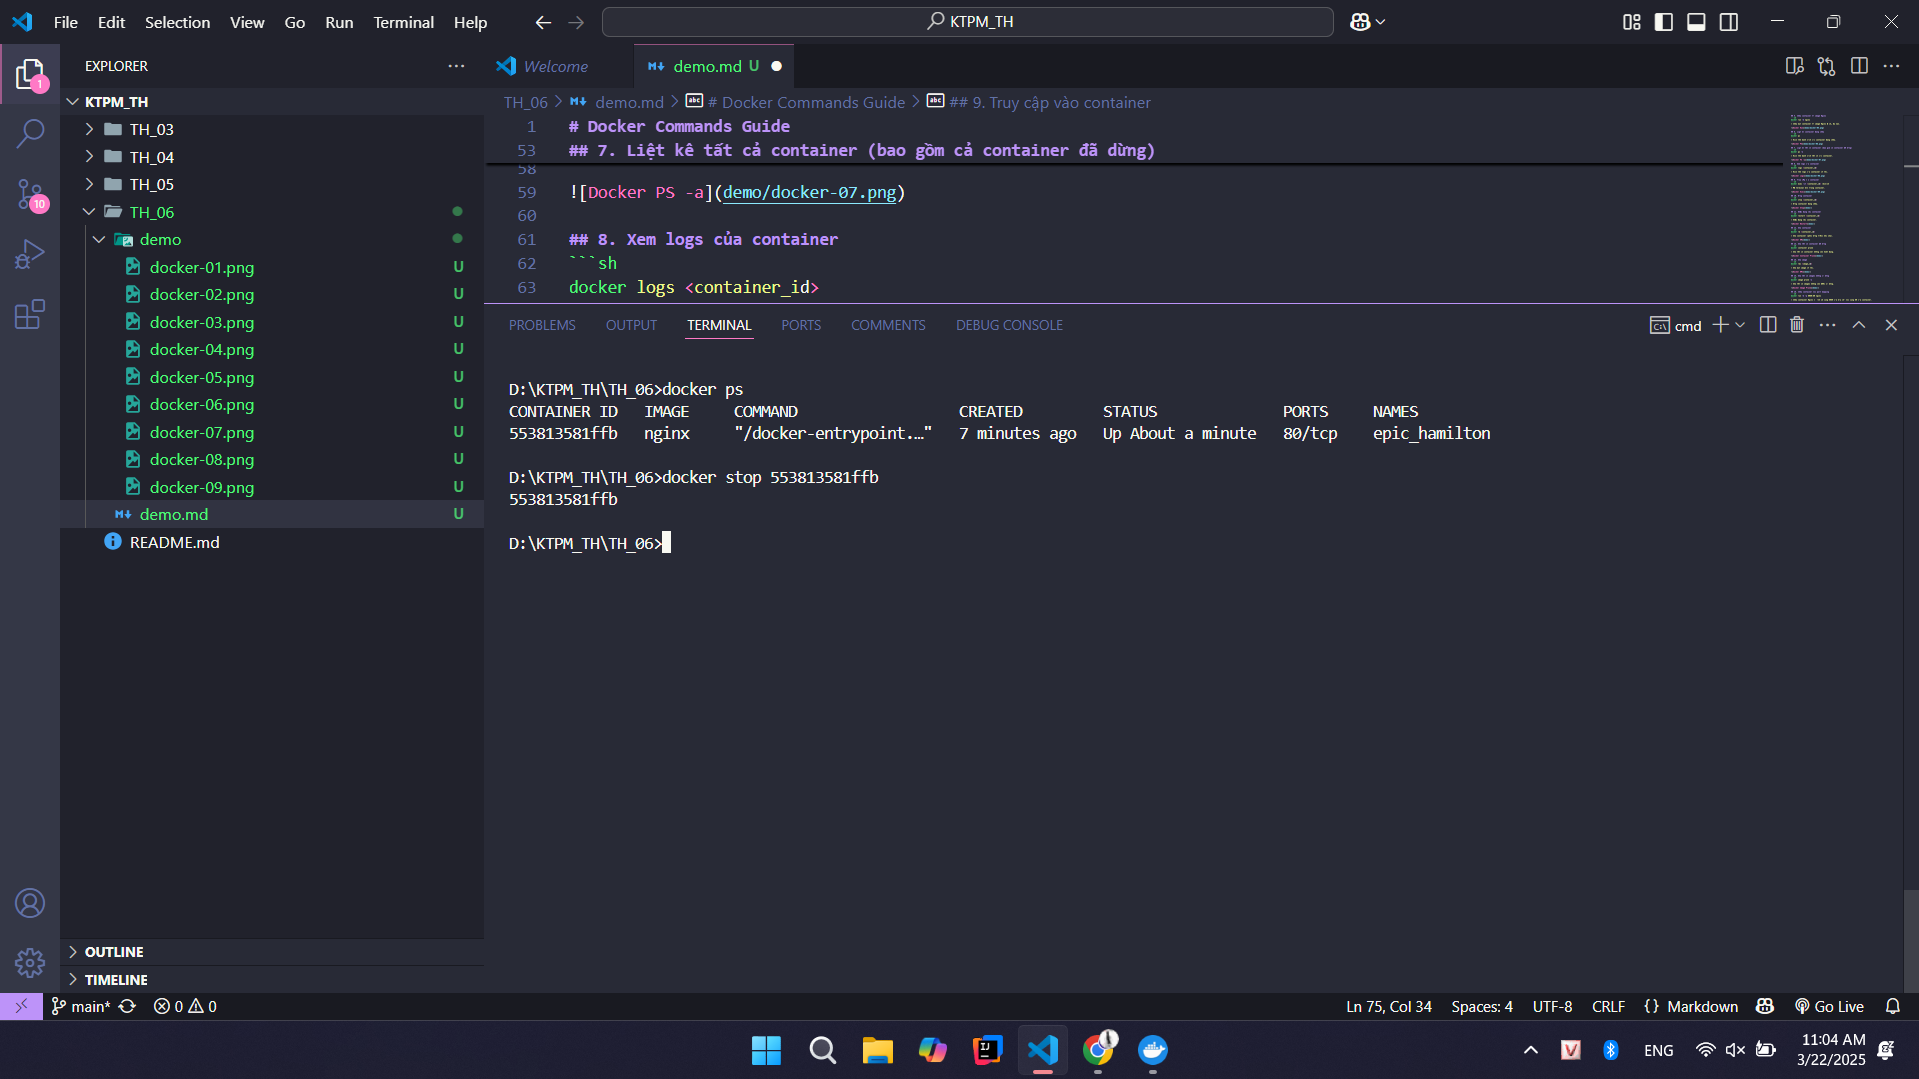 File Edit Selection View Go Run Terminal Help
KTPM_TH
EXPLORER
1
10
KTPM_TH
TH_03
TH_04
TH_05
TH_06
demo
docker-01.png U
docker-02.png U
docker-03.png U
docker-04.png U
docker-05.png U
docker-06.png U
docker-07.png U
docker-08.png U
docker-09.png U
demo.md U
README.md
OUTLINE
TIMELINE
Welcome demo.md U
TH_06 > demo.md > # Docker Commands Guide > ## 9. Truy cập vào container
1 # Docker Commands Guide
53 ## 7. Liệt kê tất cả container (bao gồm cả container đã dừng)
58
59 ![Docker PS -a](demo/docker-07.png)
60
61 ## 8. Xem logs của container
62 ```sh
63 docker logs <container_id>
PROBLEMS OUTPUT TERMINAL PORTS COMMENTS DEBUG CONSOLE cmd
D:\KTPM_TH\TH_06>docker ps
CONTAINER ID IMAGE COMMAND CREATED STATUS PORTS NAMES
553813581ffb nginx "/docker-entrypoint.…" 7 minutes ago Up About a minute 80/tcp epic_hamilton
D:\KTPM_TH\TH_06>docker stop 553813581ffb
553813581ffb
D:\KTPM_TH\TH_06>
main* 0 0 Ln 75, Col 34 Spaces: 4 UTF-8 CRLF {} Markdown Go Live
ENG
11:04 AM
3/22/2025